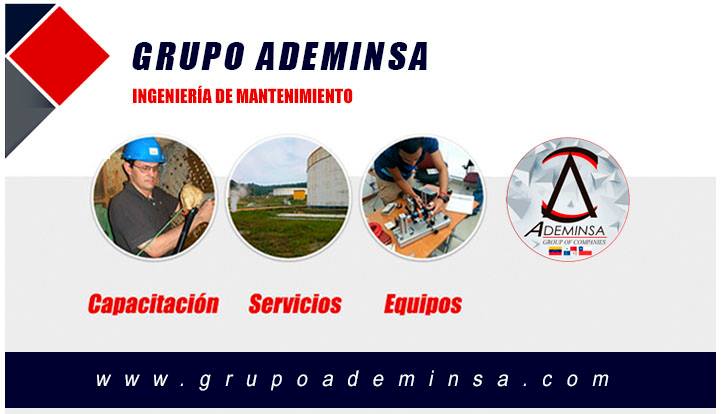 GRUPO ADEMINSA
INGENIERÍA DE MANTENIMIENTO
ADEMINSA
GROUP OF COMPANIES
Capacitación Servicios Equipos
www.grupoademinsa.com